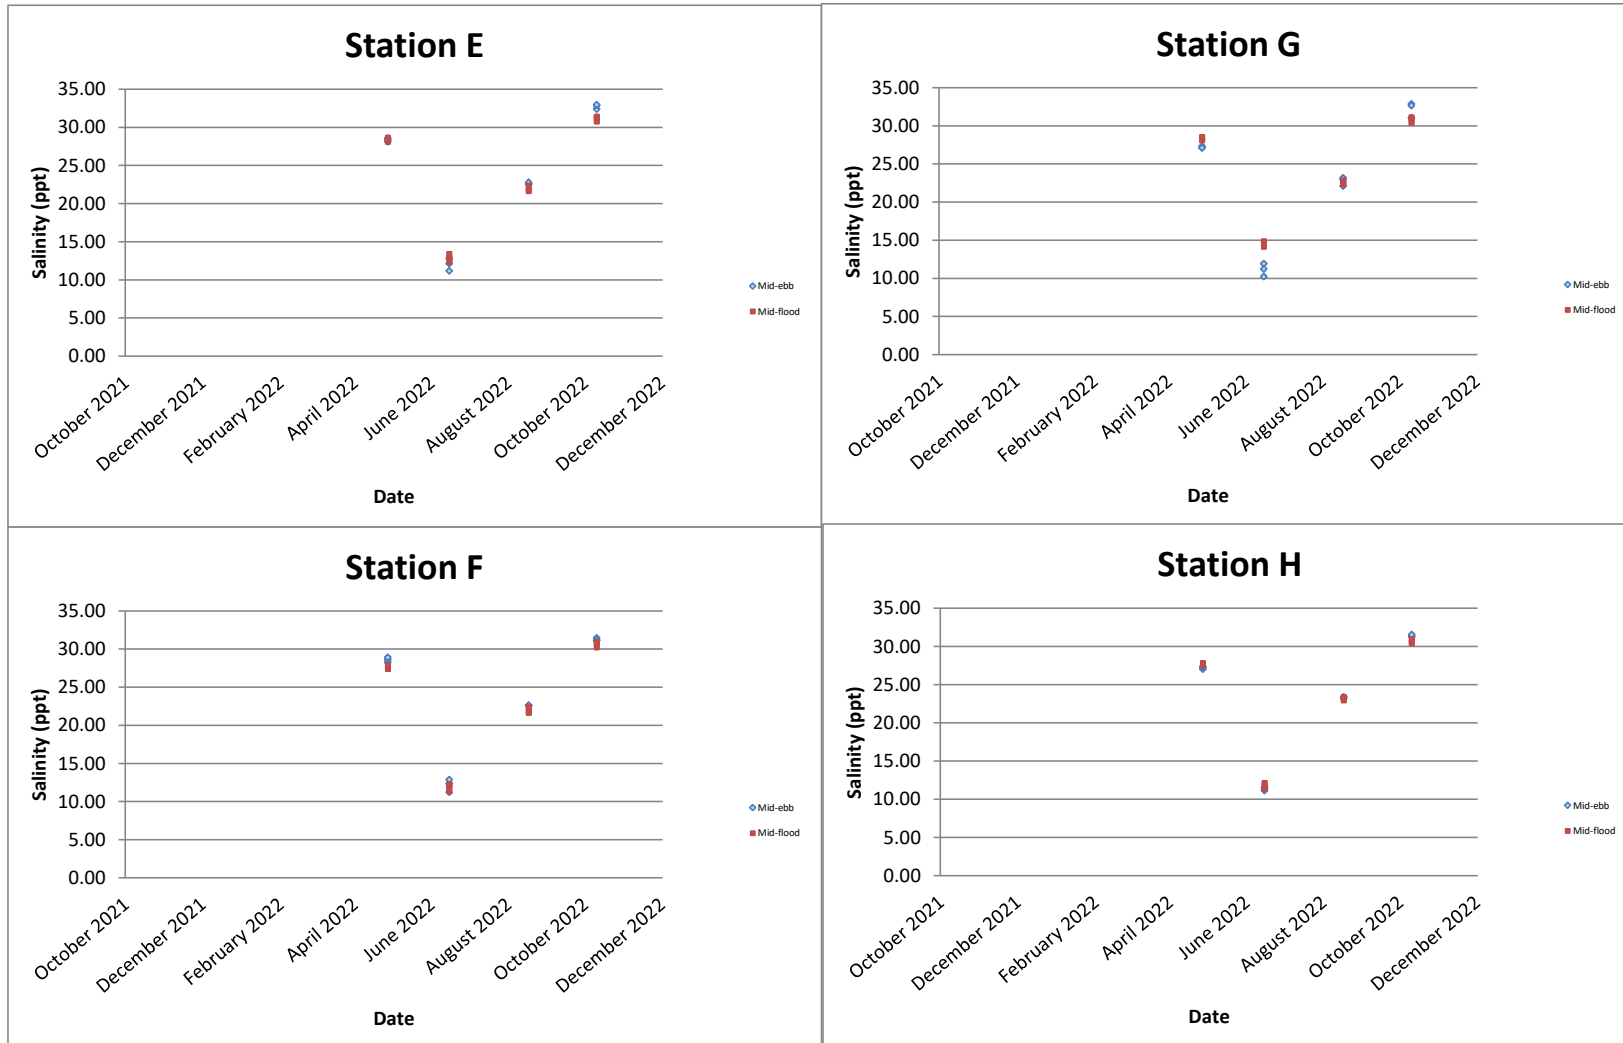 Station E
35.00
30.00
25.00
20.00
15.00
10.00
5.00
0.00
Salinity (ppt)
October 2021
December 2021
February 2022
April 2022
June 2022
August 2022
October 2022
December 2022
Date
Mid-ebb
Mid-flood
Station G
35.00
30.00
25.00
20.00
15.00
10.00
5.00
0.00
Salinity (ppt)
October 2021
December 2021
February 2022
April 2022
June 2022
August 2022
October 2022
December 2022
Date
Mid-ebb
Mid-flood
Station F
35.00
30.00
25.00
20.00
15.00
10.00
5.00
0.00
Salinity (ppt)
October 2021
December 2021
February 2022
April 2022
June 2022
August 2022
October 2022
December 2022
Date
Mid-ebb
Mid-flood
Station H
35.00
30.00
25.00
20.00
15.00
10.00
5.00
0.00
Salinity (ppt)
October 2021
December 2021
February 2022
April 2022
June 2022
August 2022
October 2022
December 2022
Date
Mid-ebb
Mid-flood